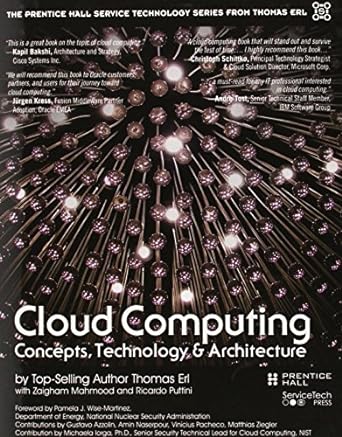 THE PRENTICE HALL SERVICE TECHNOLOGY SERIES FROM THOMAS ERL
"This is a great book on the topic of cloud computing."
—Kapil Bakshi, Architecture and Strategy,
Cisco Systems Inc.
"We will recommend this book to Oracle customers,
partners, and users for their journey toward
cloud computing."
—Jürgen Kress, Fusion Middleware Partner
Adoption, Oracle EMEA
"A cloud computing book that will stand out and survive
the test of time. ... I highly recommend this book..."
—Christoph Schittko, Principal Technology Strategist
& Cloud Solution Director, Microsoft Corp.
"...a must-read for any IT professional interested
in cloud computing."
—Andre Tost, Senior Technical Staff Member,
IBM Software Group
Cloud Computing
Concepts, Technology & Architecture
by Top-Selling Author Thomas Erl
with Zaigham Mahmood and Ricardo Puttini
PRENTICE
HALL
ServiceTech
PRESS
Foreword by Pamela J. Wise-Martinez,
Department of Energy, National Nuclear Security Administration
Contributions by Gustavo Azzolin, Amin Naserpour, Vinícius Pacheco, Matthias Ziegler
Contribution by Michaela Iorga, Ph.D., Senior Security Technical Lead for Cloud Computing, NIST